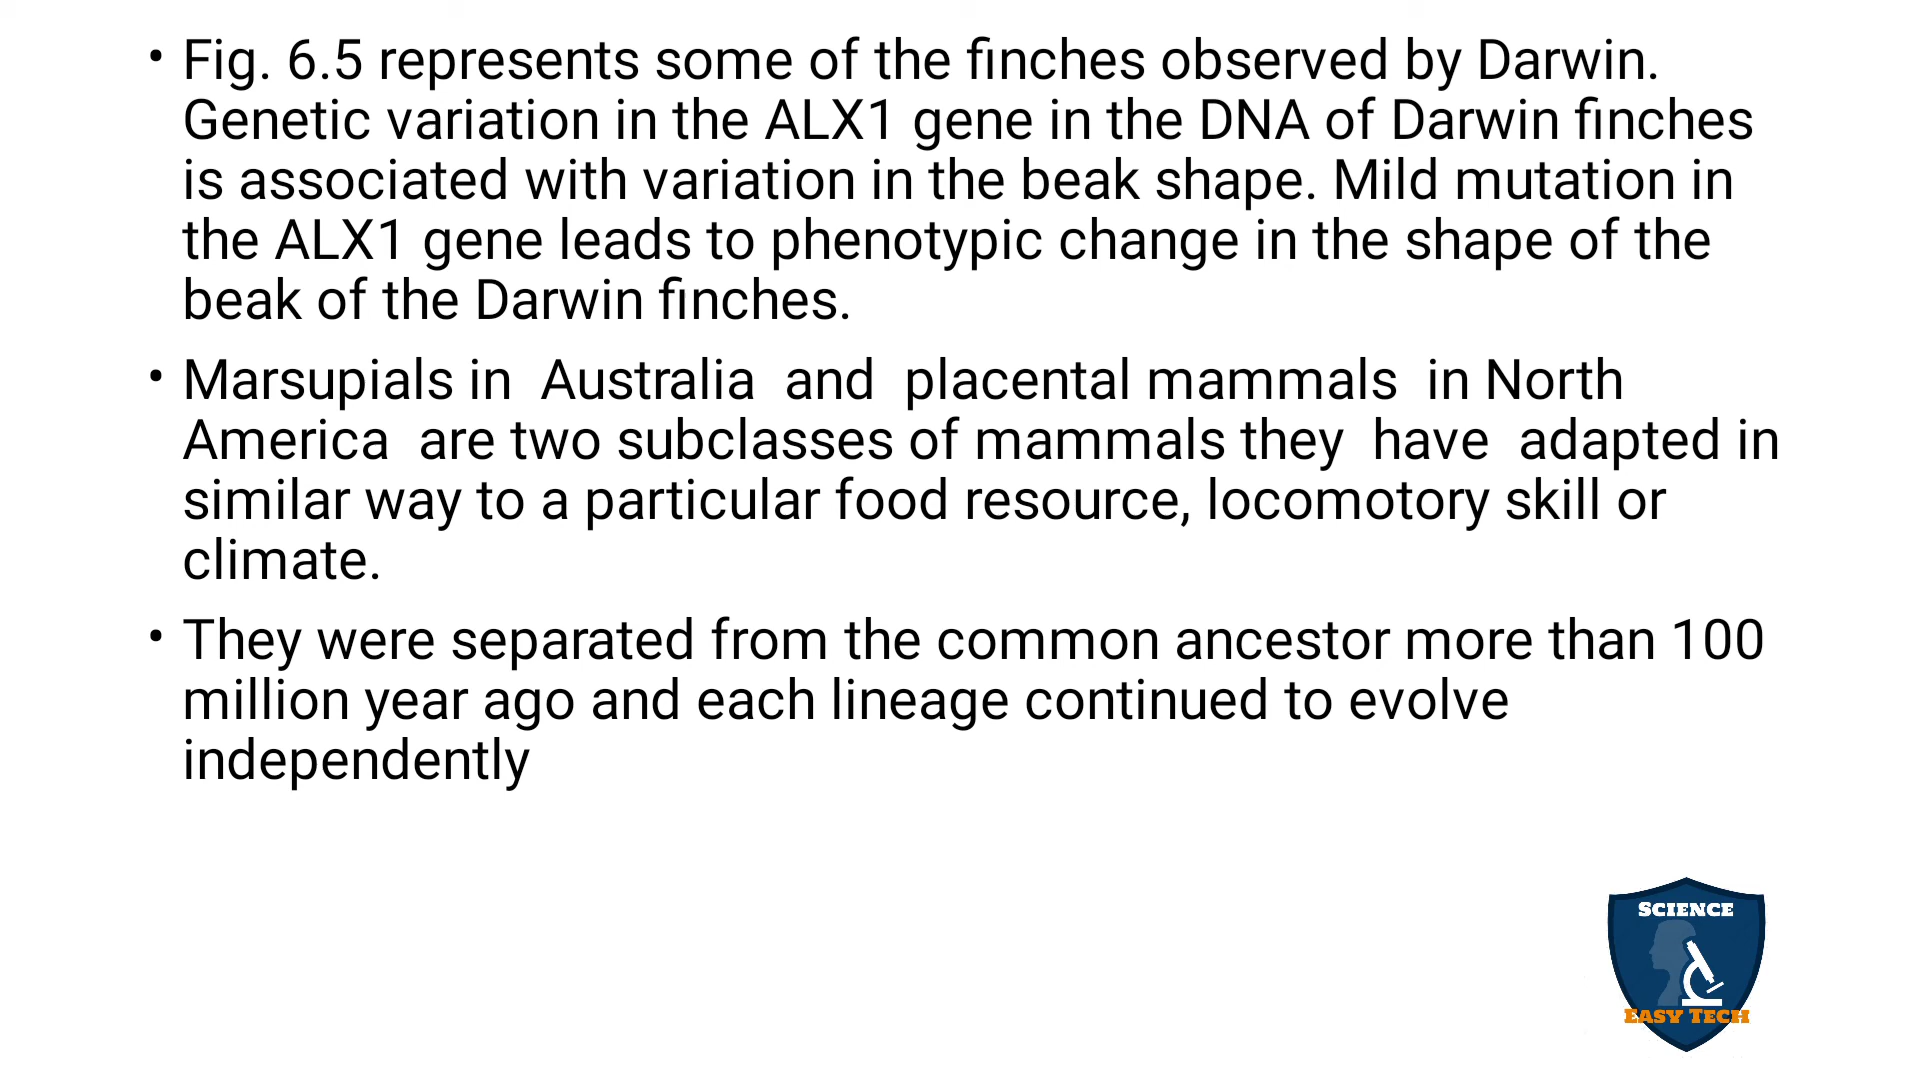 • Fig. 6.5 represents some of the finches observed by Darwin.
Genetic variation in the ALX1 gene in the DNA of Darwin finches
is associated with variation in the beak shape. Mild mutation in
the ALX1 gene leads to phenotypic change in the shape of the
beak of the Darwin finches.
• Marsupials in  Australia  and  placental mammals  in North
America  are two subclasses of mammals they  have  adapted in
similar way to a particular food resource, locomotory skill or
climate.
• They were separated from the common ancestor more than 100
million year ago and each lineage continued to evolve
independently
SCIENCE
EASY TECH